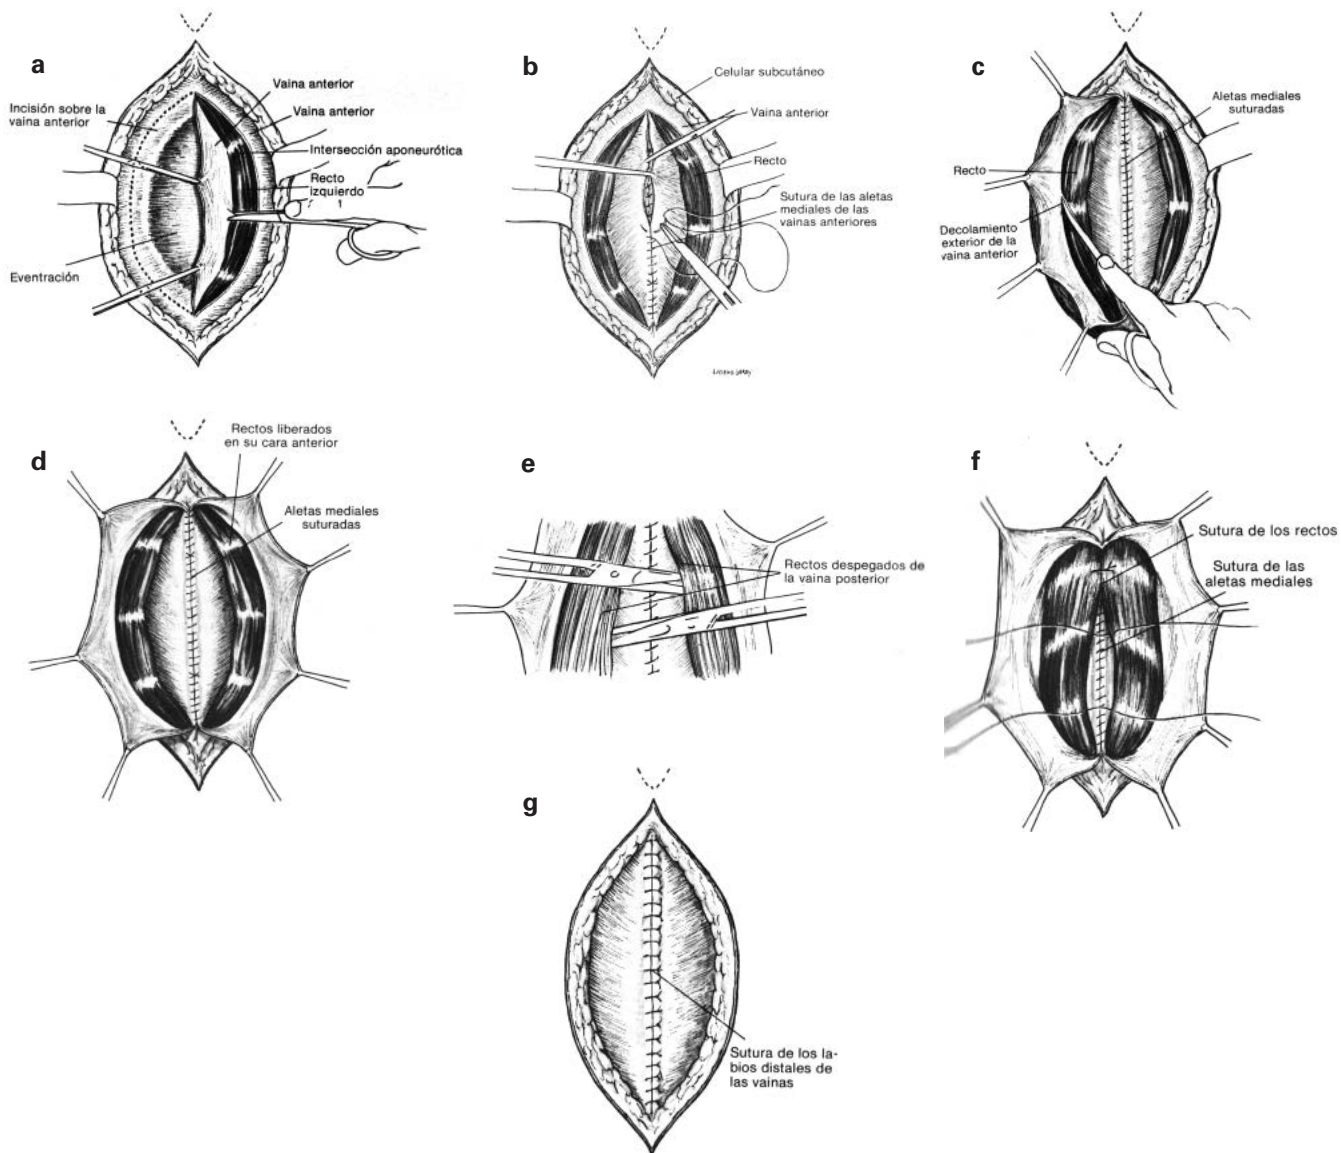 a
Vaina anterior
Incisión sobre la
vaina anterior
Vaina anterior
Intersección aponeurótica
Recto
izquierdo
Eventración
b
Celular subcutáneo
Vaina anterior
Recto
Sutura de las aletas
mediales de las
vainas anteriores
c
Aletas mediales
suturadas
Recto
Decolamiento
exterior de la
vaina anterior
d
Rectos liberados
en su cara anterior
Aletas mediales
suturadas
e
Rectos despegados de
la vaina posterior
f
Sutura de los rectos
Sutura de las
aletas mediales
g
Sutura de los la-
bios distales de
las vainas